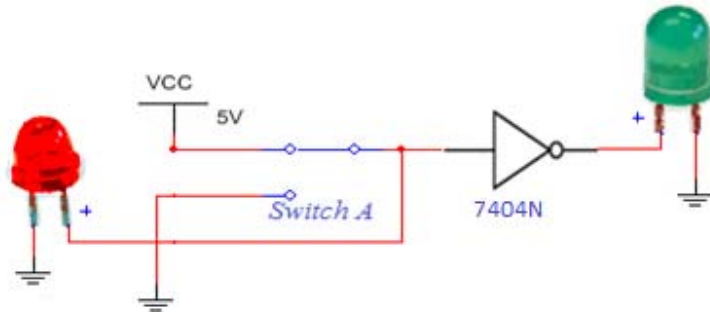 VCC
5V
+
+
Switch A
7404N